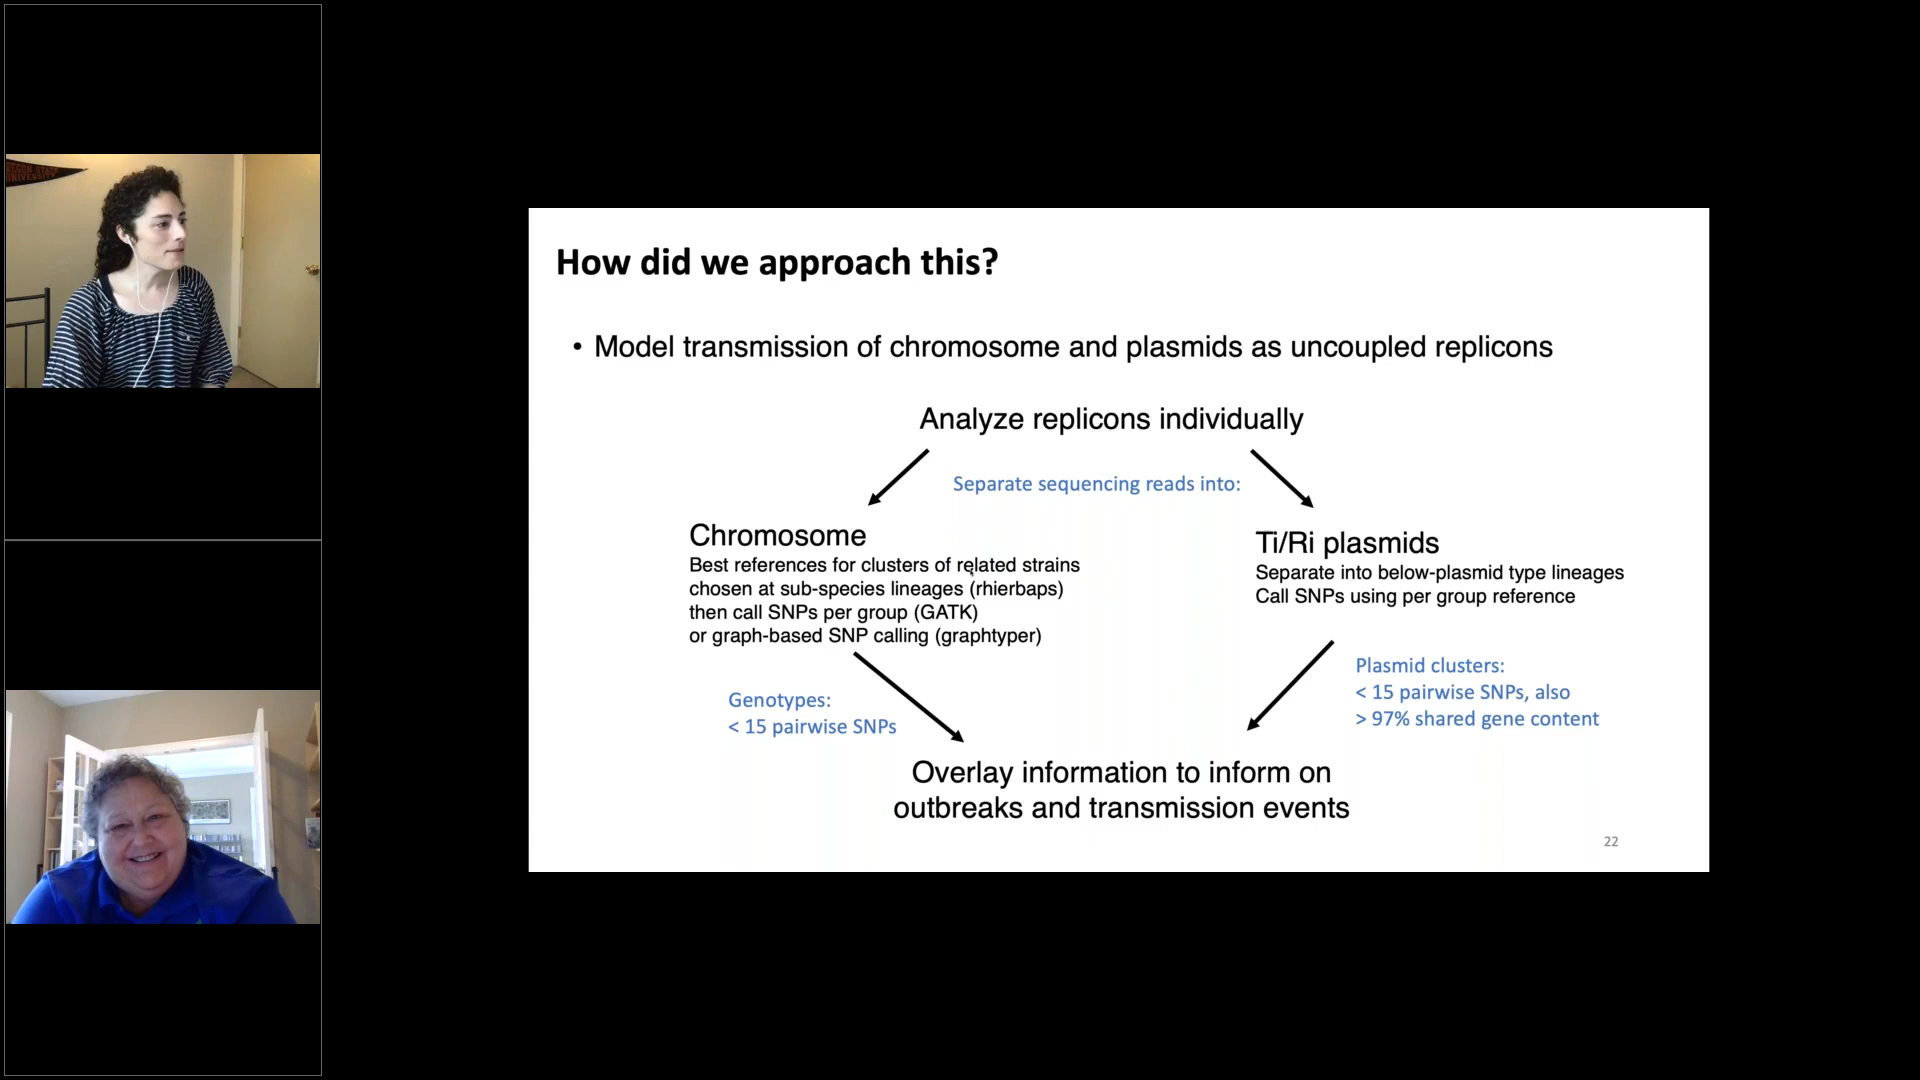 STATE
UNIVERSITY
How did we approach this?
• Model transmission of chromosome and plasmids as uncoupled replicons
Analyze replicons individually
Separate sequencing reads into:
Chromosome
Best references for clusters of related strains
chosen at sub-species lineages (rhierbaps)
then call SNPs per group (GATK)
or graph-based SNP calling (graphtyper)
Ti/Ri plasmids
Separate into below-plasmid type lineages
Call SNPs using per group reference
Genotypes:
< 15 pairwise SNPs
Plasmid clusters:
< 15 pairwise SNPs, also
> 97% shared gene content
Overlay information to inform on
outbreaks and transmission events
22